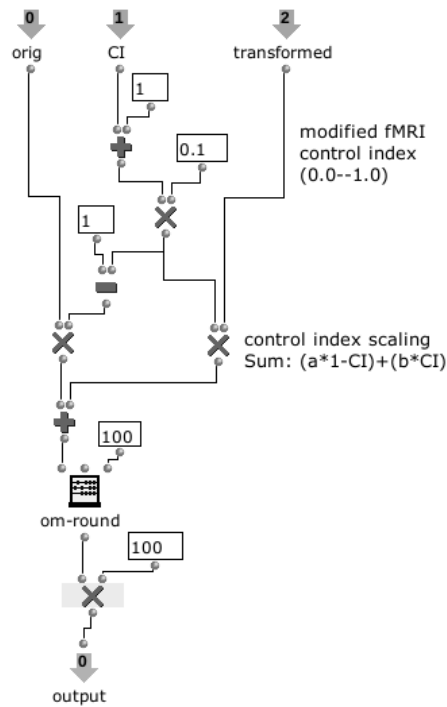 0 1 2
orig CI transformed
1
modified fMRI
control index
(0.0--1.0)
0.1
1
control index scaling
Sum: (a*1-CI)+(b*CI)
100
om-round
100
0
output